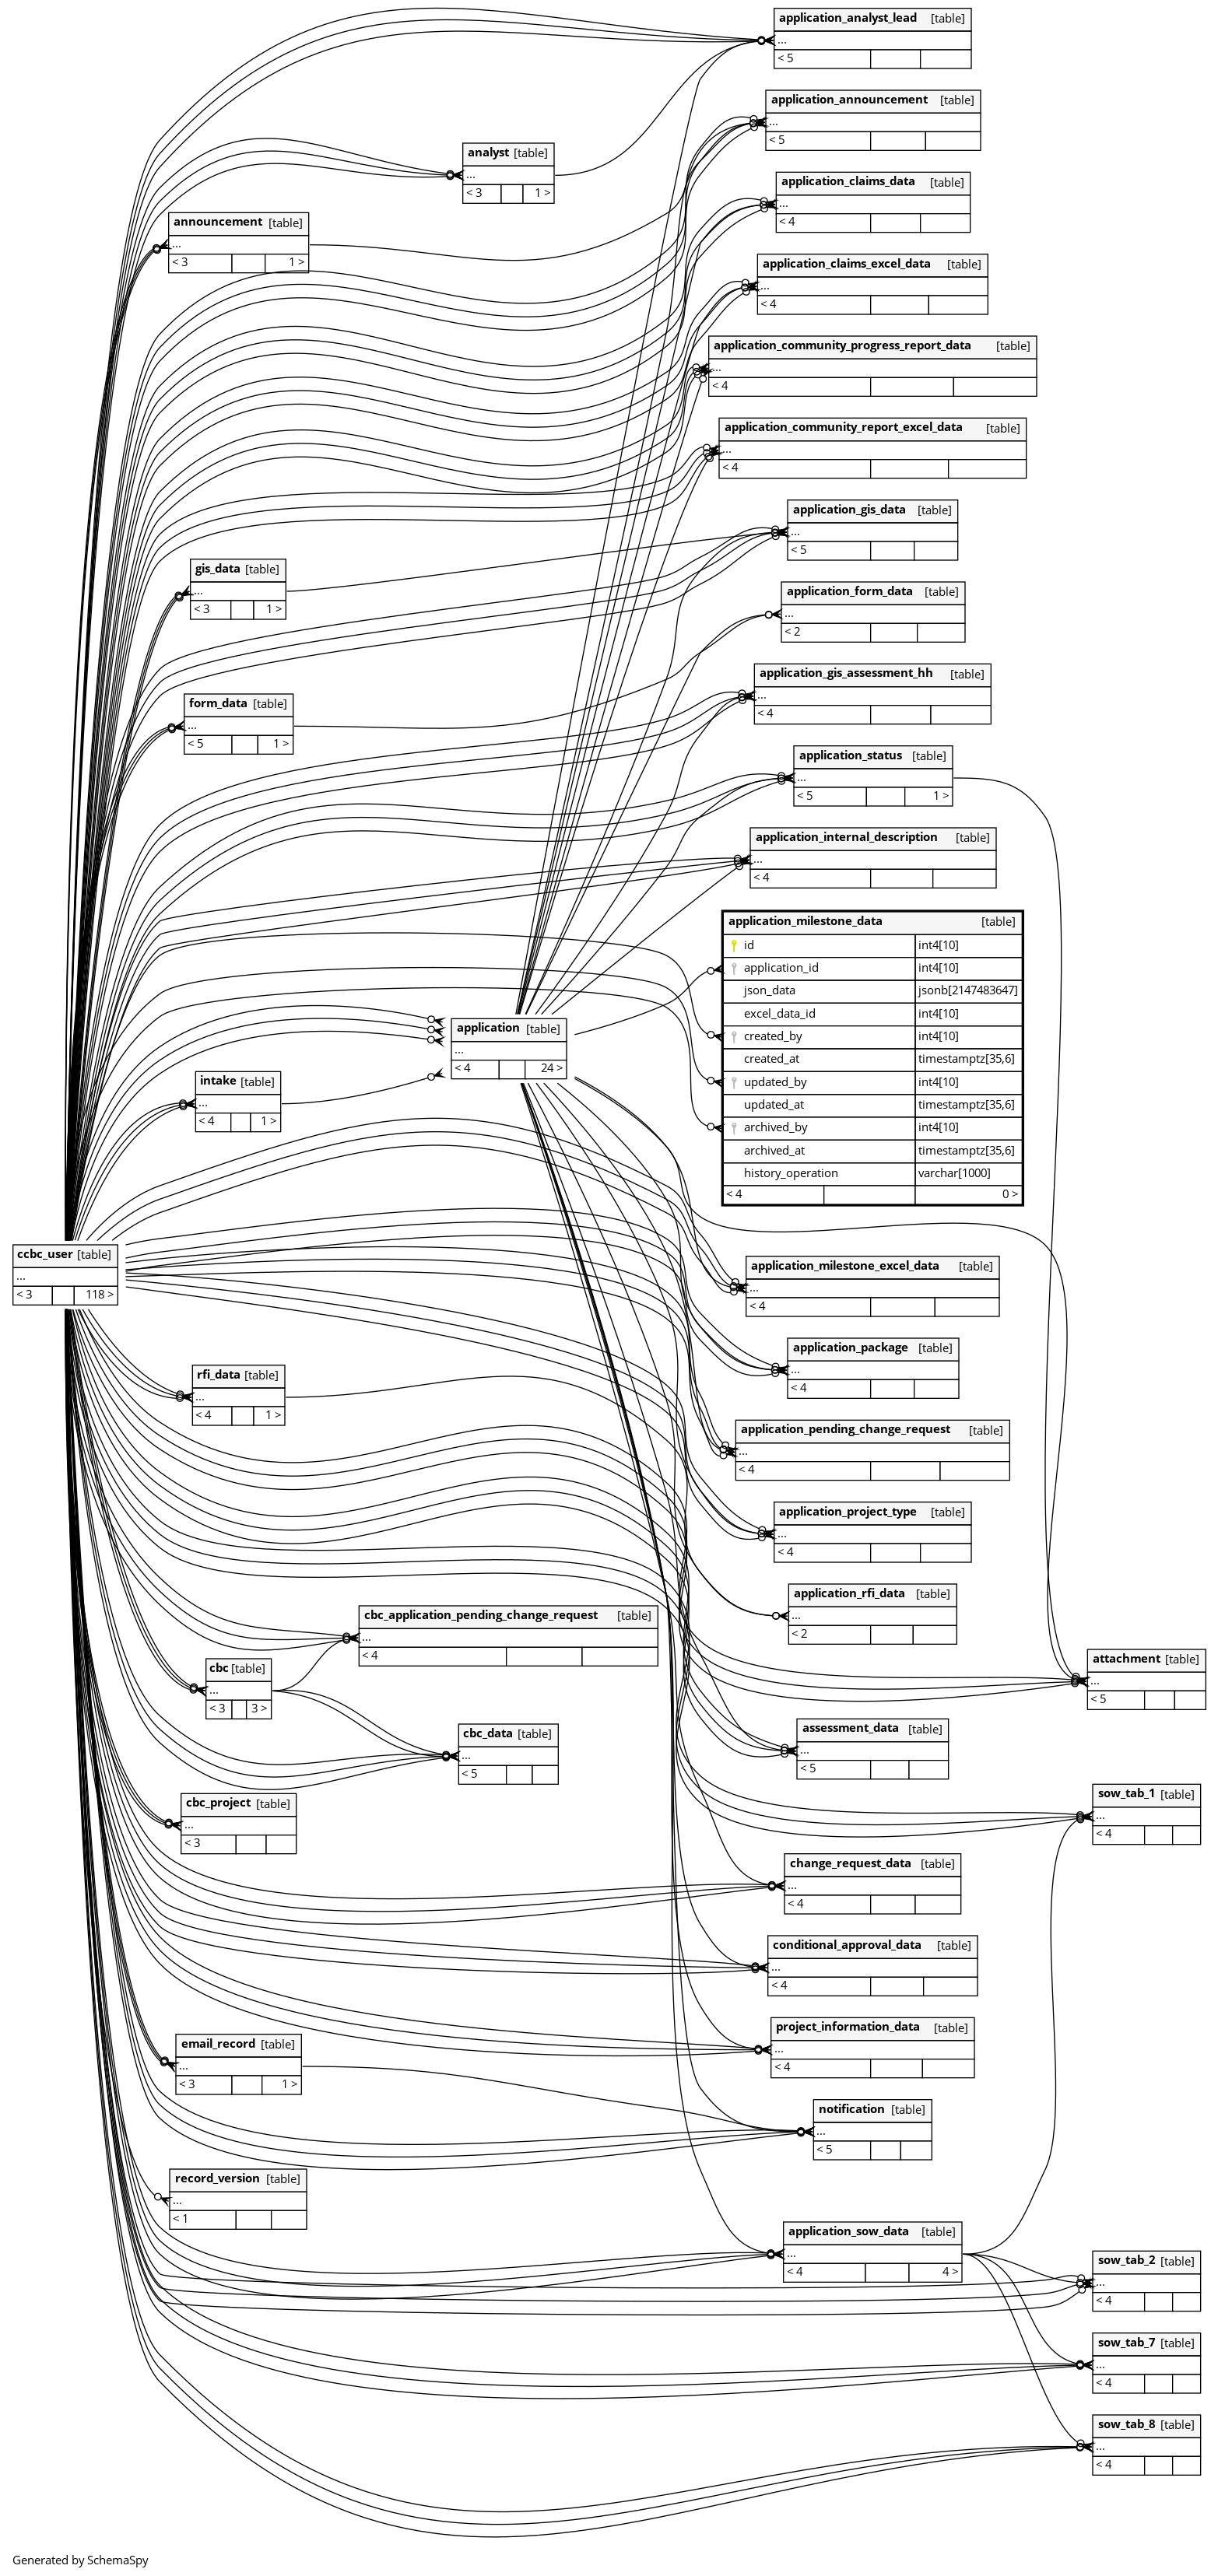 application_analyst_lead [table]
...
< 5
application_announcement [table]
...
< 5
analyst [table]
...
< 3 1 >
application_claims_data [table]
...
< 4
announcement [table]
...
< 3 1 >
application_claims_excel_data [table]
...
< 4
application_community_progress_report_data [table]
...
< 4
application_community_report_excel_data [table]
...
< 4
application_gis_data [table]
...
< 5
gis_data [table]
...
< 3 1 >
application_form_data [table]
...
< 2
application_gis_assessment_hh [table]
...
< 4
form_data [table]
...
< 5 1 >
application_status [table]
...
< 5 1 >
application_internal_description [table]
...
< 4
application_milestone_data [table]
id int4[10]
application_id int4[10]
json_data jsonb[2147483647]
excel_data_id int4[10]
created_by int4[10]
created_at timestamptz[35,6]
updated_by int4[10]
updated_at timestamptz[35,6]
archived_by int4[10]
archived_at timestamptz[35,6]
history_operation varchar[1000]
< 4 0 >
application [table]
...
< 4 24 >
intake [table]
...
< 4 1 >
ccbc_user [table]
...
< 3 118 >
application_milestone_excel_data [table]
...
< 4
application_package [table]
...
< 4
rfi_data [table]
...
< 4 1 >
application_pending_change_request [table]
...
< 4
application_project_type [table]
...
< 4
application_rfi_data [table]
...
< 2
cbc_application_pending_change_request [table]
...
< 4
cbc [table]
...
< 3 3 >
attachment [table]
...
< 5
cbc_data [table]
...
< 5
assessment_data [table]
...
< 5
cbc_project [table]
...
< 3
sow_tab_1 [table]
...
< 4
change_request_data [table]
...
< 4
conditional_approval_data [table]
...
< 4
project_information_data [table]
...
< 4
email_record [table]
...
< 3 1 >
notification [table]
...
< 5
record_version [table]
...
< 1
application_sow_data [table]
...
< 4 4 >
sow_tab_2 [table]
...
< 4
sow_tab_7 [table]
...
< 4
sow_tab_8 [table]
...
< 4
Generated by SchemaSpy